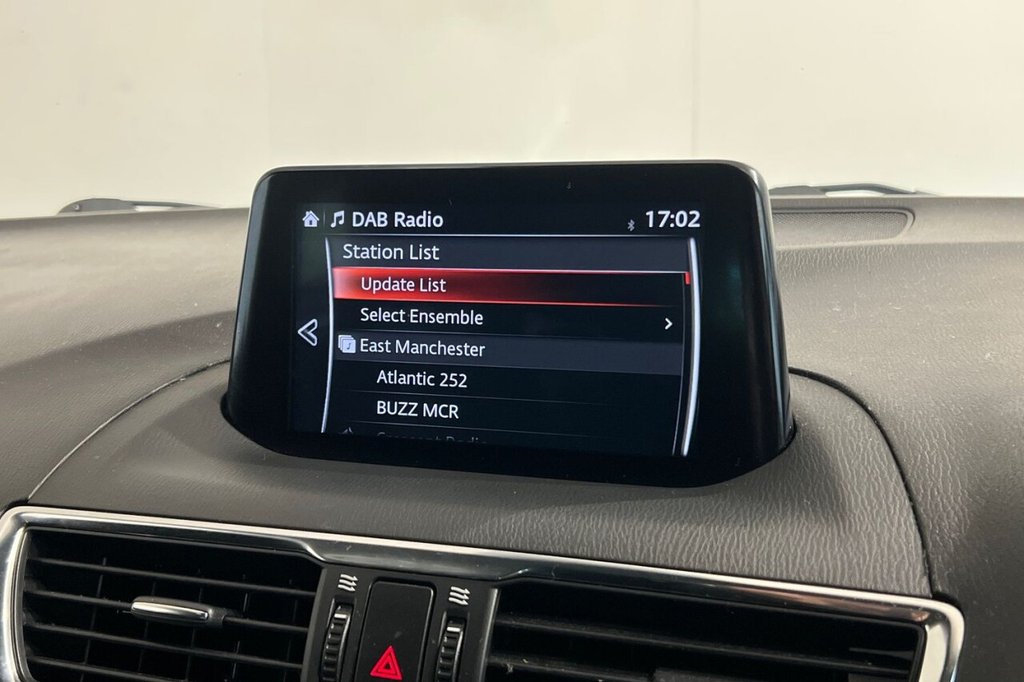 DAB Radio 17:02
Station List
Update List
Select Ensemble
East Manchester
Atlantic 252
BUZZ MCR